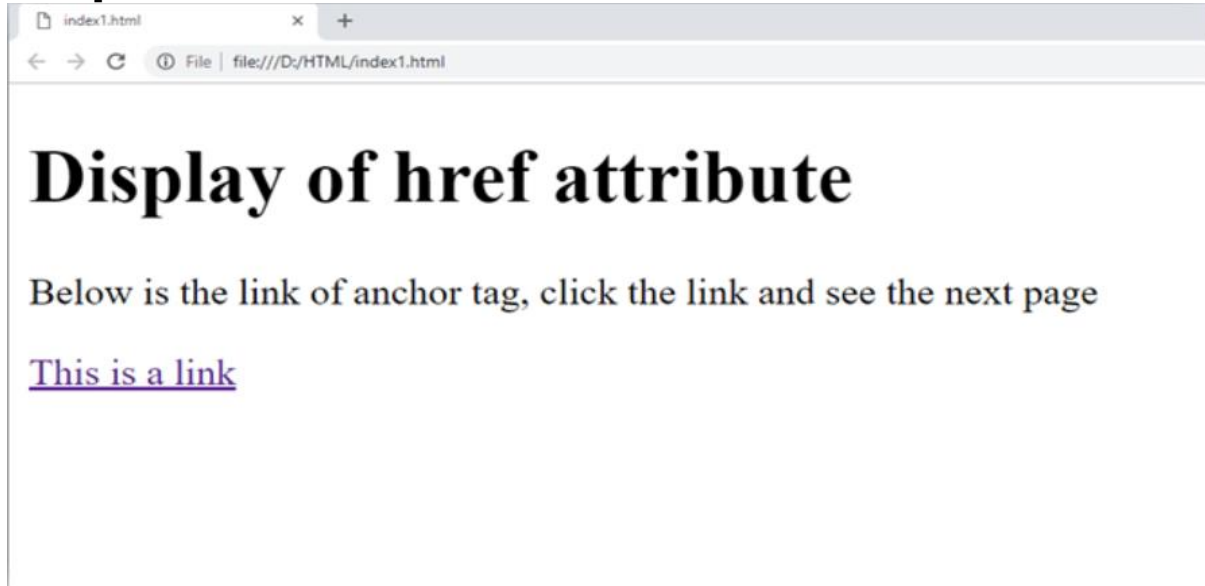 index1.html
File | file:///D:/HTML/index1.html
Display of href attribute
Below is the link of anchor tag, click the link and see the next page
This is a link